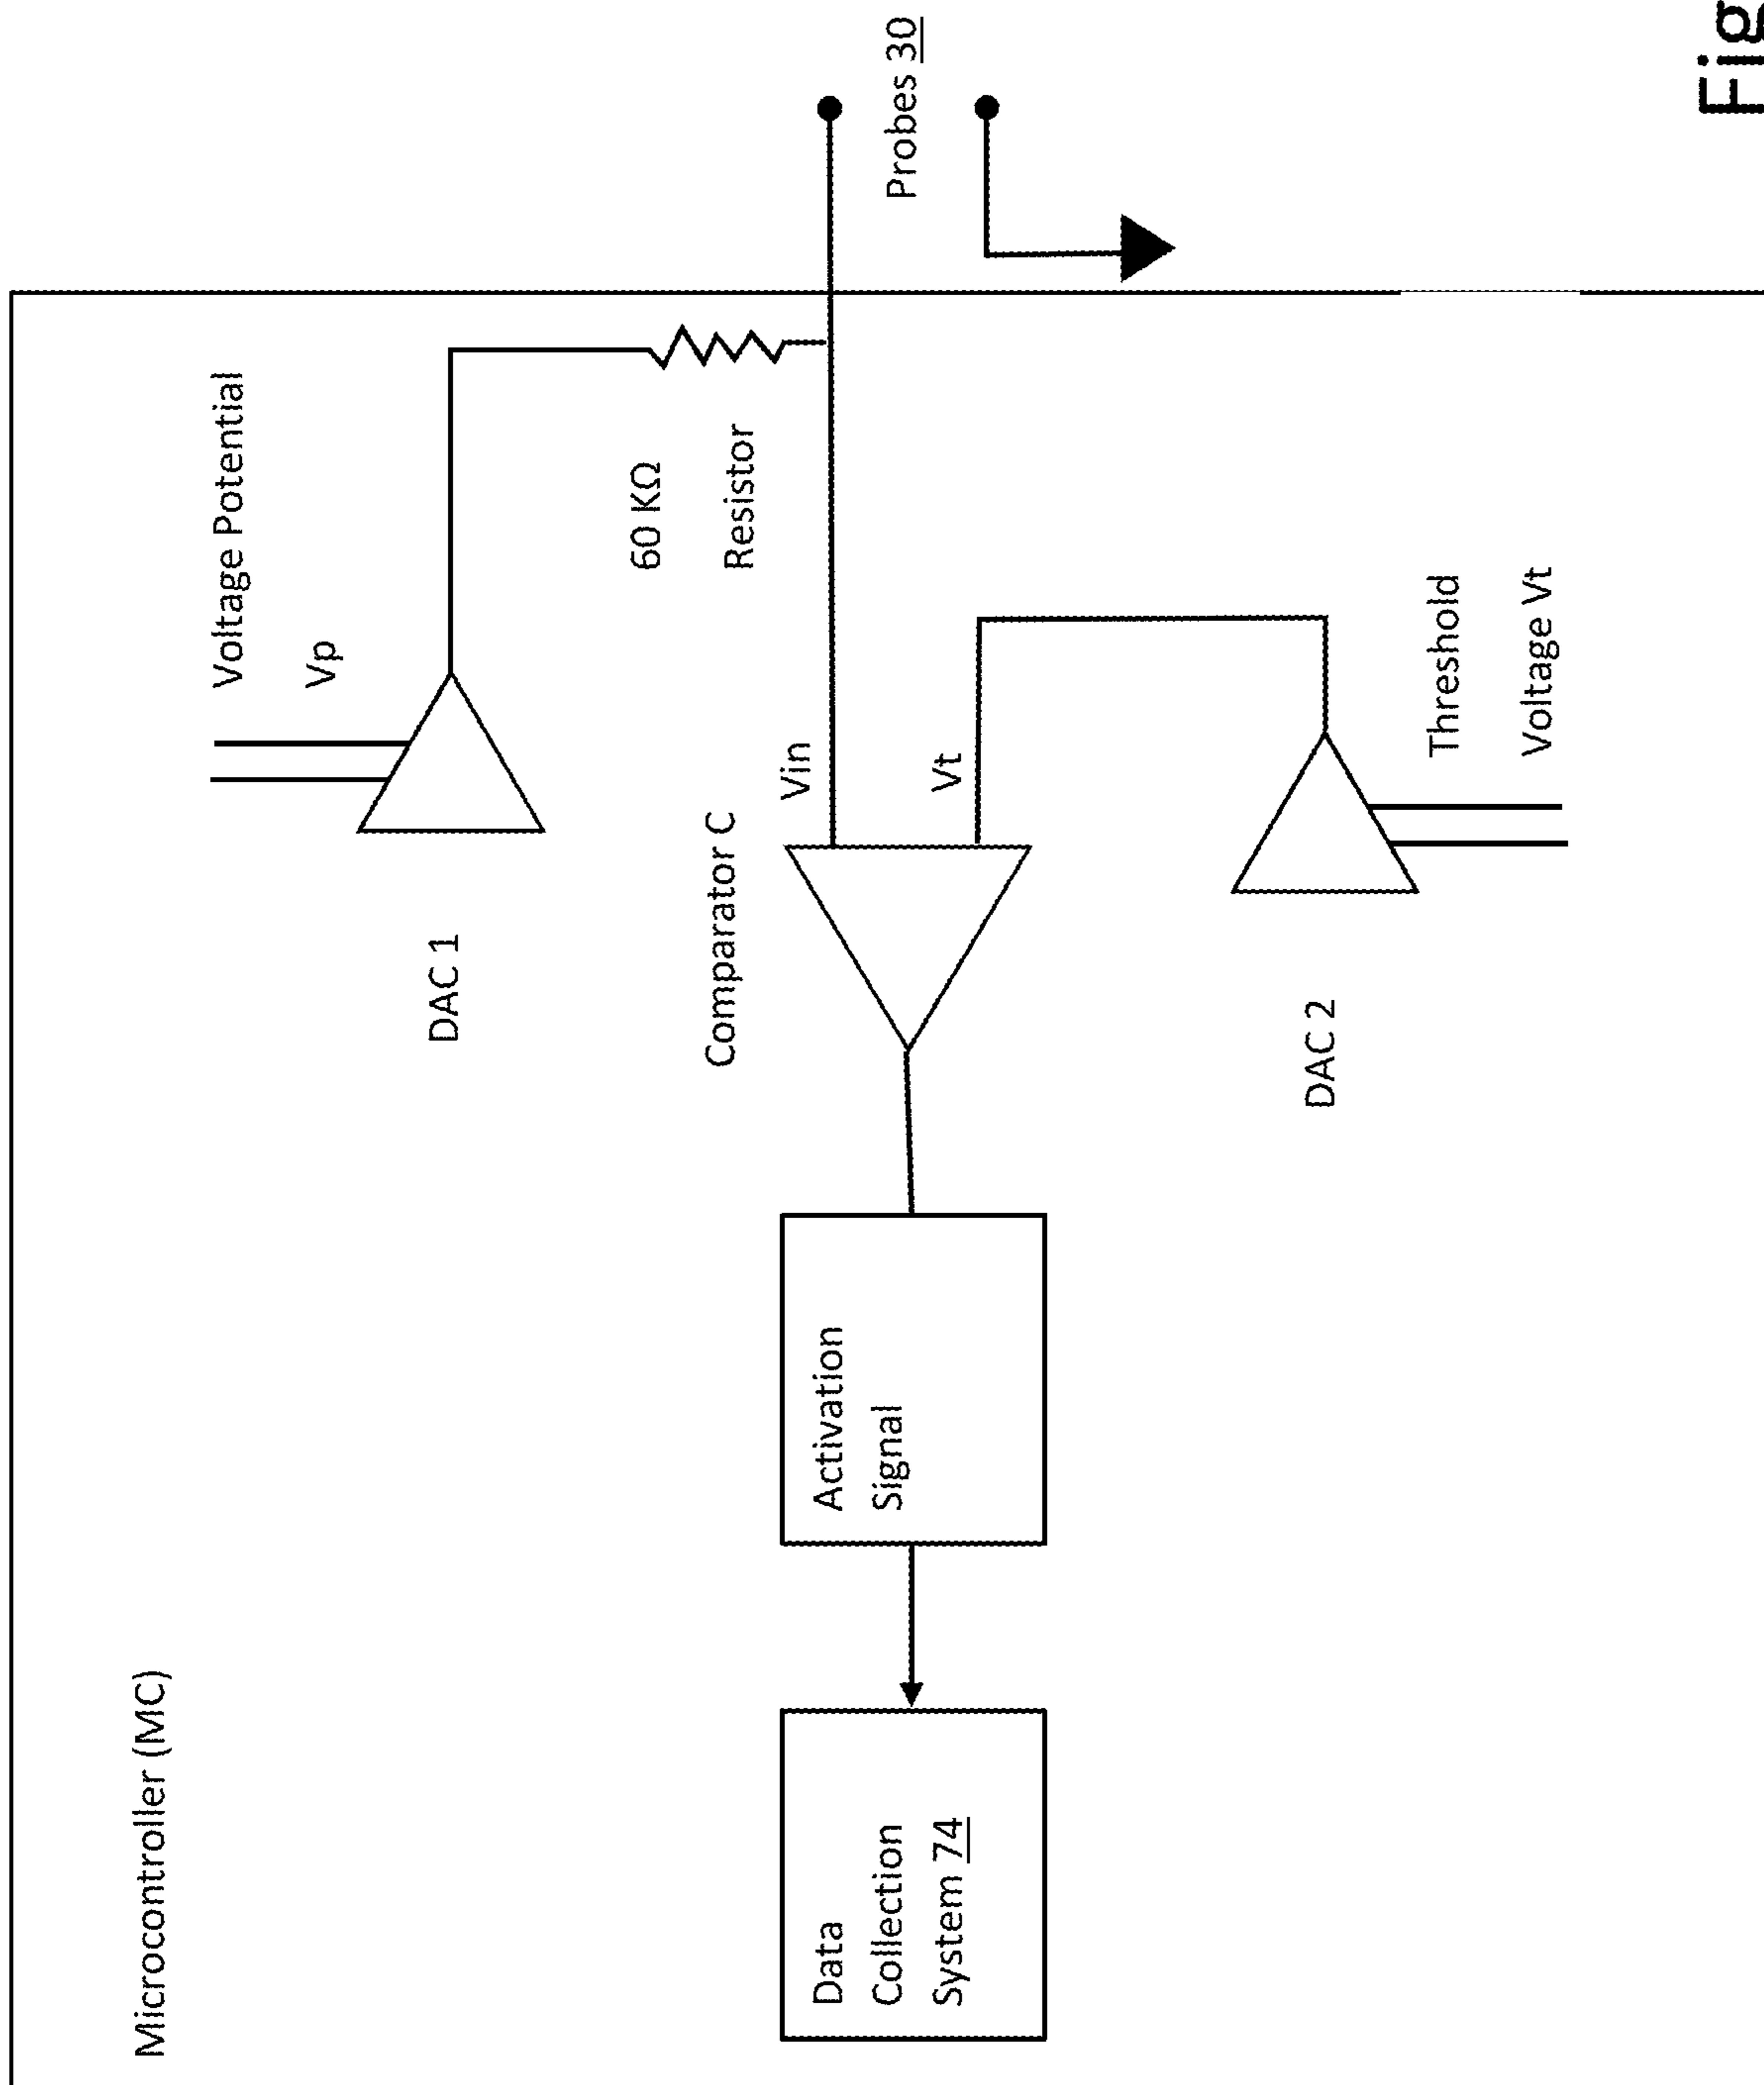 Microcontroller (MC)
Voltage Potential
Vp
DAC 1
60 KΩ
Resistor
Probes 30
Comparator C
Vin
Vt
Activation
Signal
Data
Collection
System 74
DAC 2
Threshold
Voltage Vt
Fig